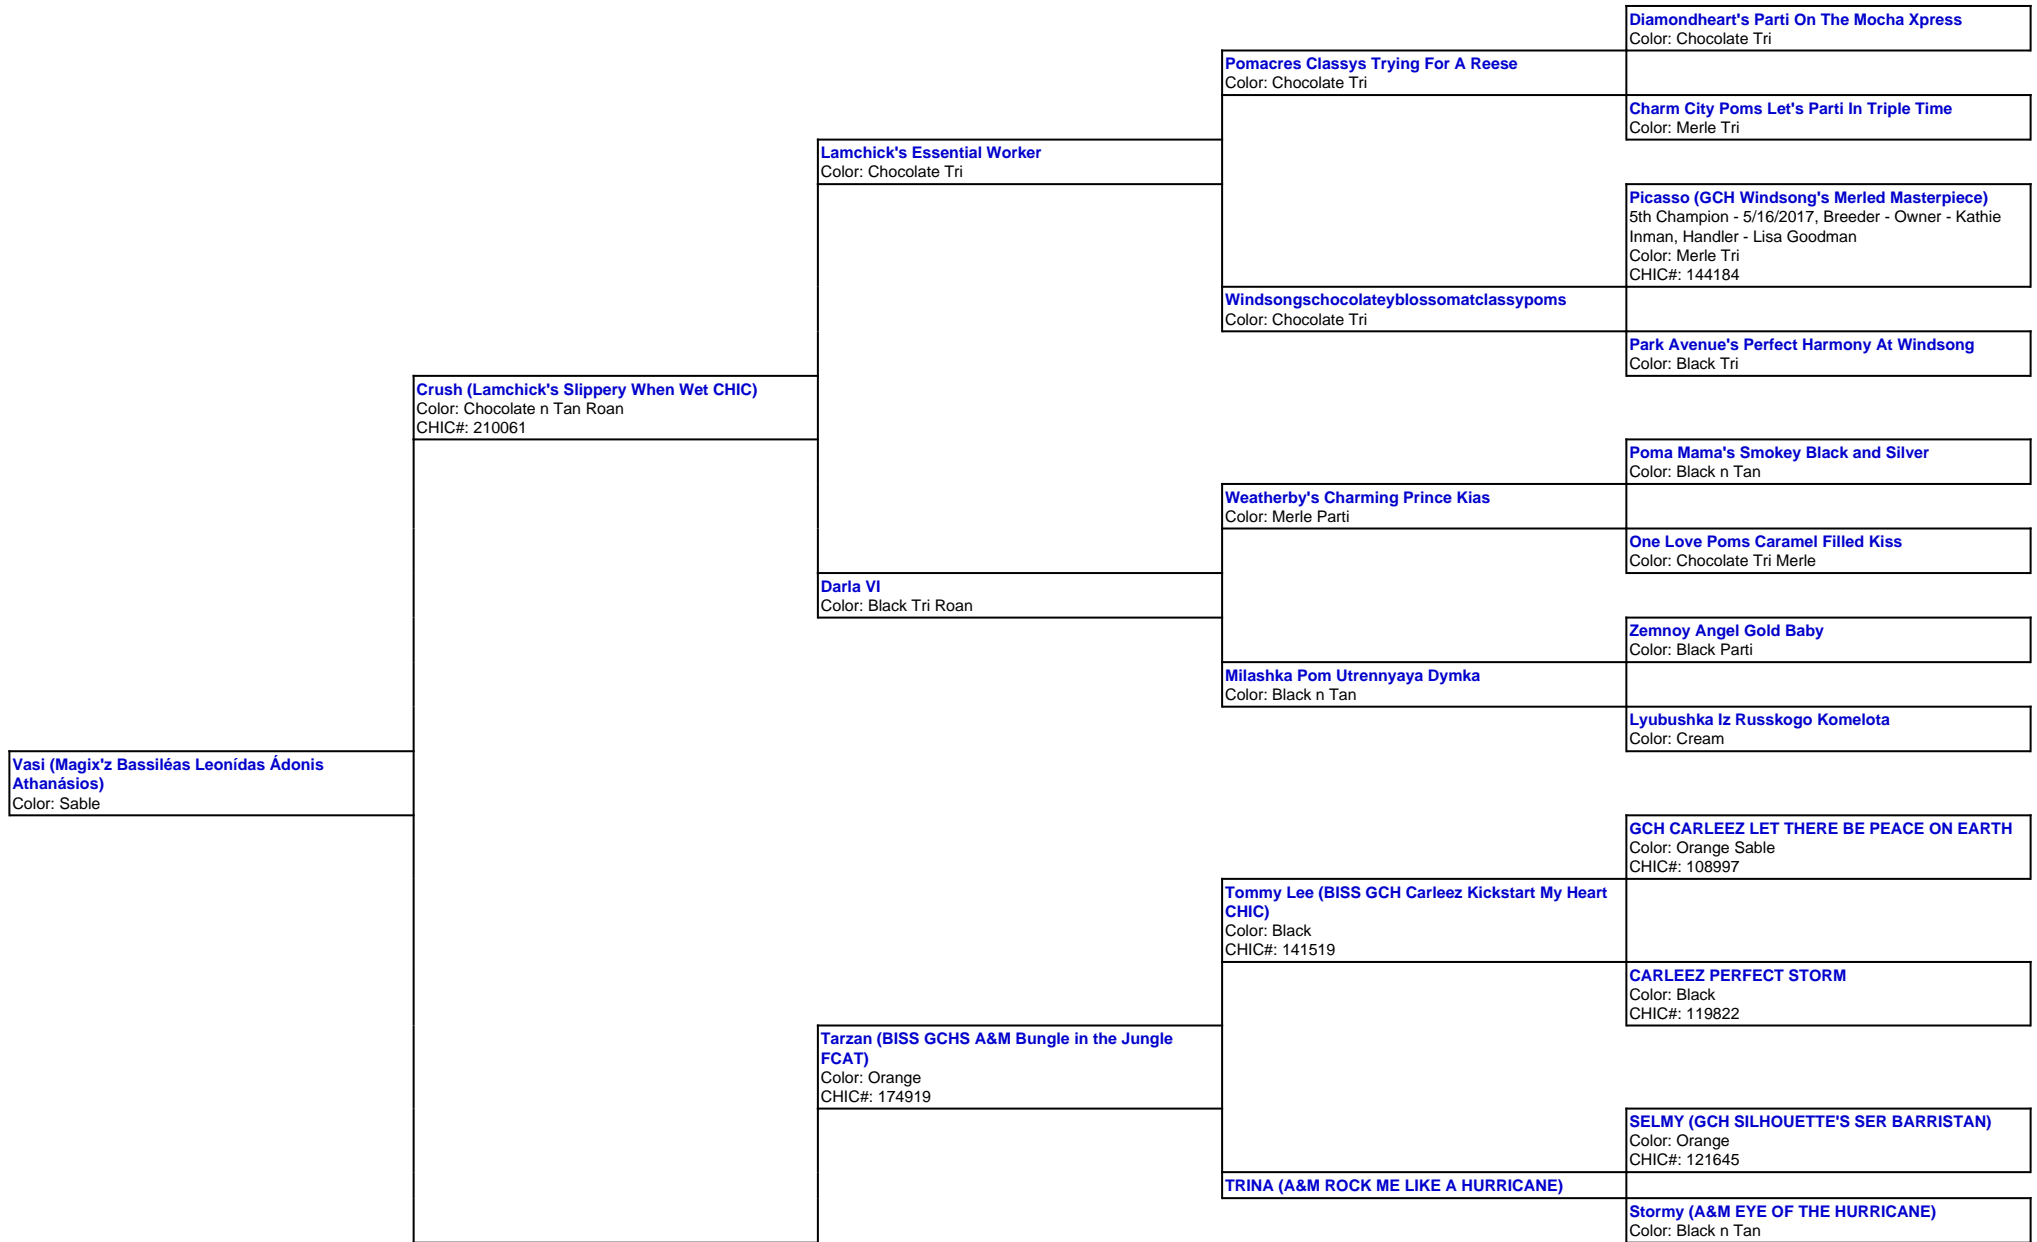 Diamondheart's Parti On The Mocha Xpress
Color: Chocolate Tri
Pomacres Classys Trying For A Reese
Color: Chocolate Tri
Charm City Poms Let's Parti In Triple Time
Color: Merle Tri
Lamchick's Essential Worker
Color: Chocolate Tri
Picasso (GCH Windsong's Merled Masterpiece)
5th Champion - 5/16/2017, Breeder - Owner - Kathie
Inman, Handler - Lisa Goodman
Color: Merle Tri
CHIC#: 144184
Windsongschocolateyblossomatclassypoms
Color: Chocolate Tri
Park Avenue's Perfect Harmony At Windsong
Color: Black Tri
Crush (Lamchick's Slippery When Wet CHIC)
Color: Chocolate n Tan Roan
CHIC#: 210061
Poma Mama's Smokey Black and Silver
Color: Black n Tan
Weatherby's Charming Prince Kias
Color: Merle Parti
One Love Poms Caramel Filled Kiss
Color: Chocolate Tri Merle
Darla VI
Color: Black Tri Roan
Zemnoy Angel Gold Baby
Color: Black Parti
Milashka Pom Utrennyaya Dymka
Color: Black n Tan
Lyubushka Iz Russkogo Komelota
Color: Cream
Vasi (Magix'z Bassiléas Leonídas Ádonis
Athanásios)
Color: Sable
GCH CARLEEZ LET THERE BE PEACE ON EARTH
Color: Orange Sable
CHIC#: 108997
Tommy Lee (BISS GCH Carleez Kickstart My Heart
CHIC)
Color: Black
CHIC#: 141519
CARLEEZ PERFECT STORM
Color: Black
CHIC#: 119822
Tarzan (BISS GCHS A&M Bungle in the Jungle
FCAT)
Color: Orange
CHIC#: 174919
SELMY (GCH SILHOUETTE'S SER BARRISTAN)
Color: Orange
CHIC#: 121645
TRINA (A&M ROCK ME LIKE A HURRICANE)
Stormy (A&M EYE OF THE HURRICANE)
Color: Black n Tan